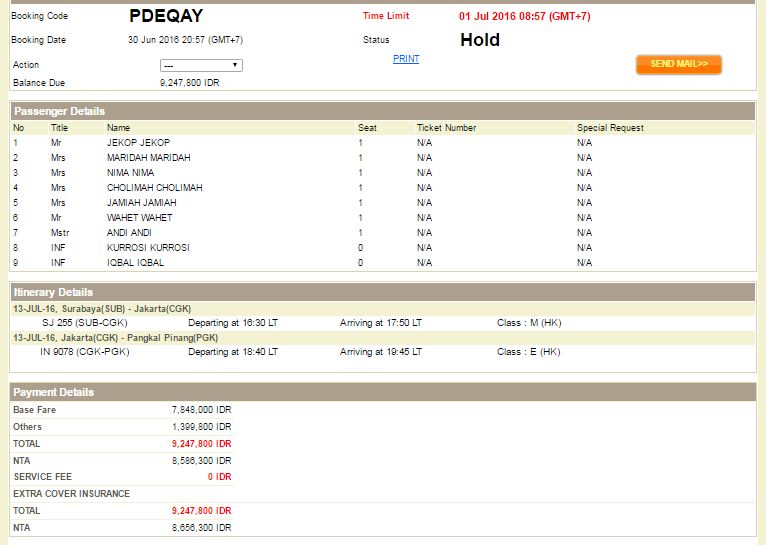 Booking Code PDEQAY Time Limit 01 Jul 2016 08:57 (GMT+7)
Booking Date 30 Jun 2016 20:57 (GMT+7) Status Hold
Action --- PRINT SEND MAIL>>
Balance Due 9,247,800 IDR
Passenger Details
No Title Name Seat Ticket Number Special Request
1 Mr JEKOP JEKOP 1 N/A N/A
2 Mrs MARIDAH MARIDAH 1 N/A N/A
3 Mrs NIMA NIMA 1 N/A N/A
4 Mrs CHOLIMAH CHOLIMAH 1 N/A N/A
5 Mrs JAMIAH JAMIAH 1 N/A N/A
6 Mr WAHET WAHET 1 N/A N/A
7 Mstr ANDI ANDI 1 N/A N/A
8 INF KURROSI KURROSI 0 N/A N/A
9 INF IQBAL IQBAL 0 N/A N/A
Itinerary Details
13-JUL-16, Surabaya(SUB) - Jakarta(CGK)
SJ 255 (SUB-CGK) Departing at 16:30 LT Arriving at 17:50 LT Class : M (HK)
13-JUL-16, Jakarta(CGK) - Pangkal Pinang(PGK)
IN 9078 (CGK-PGK) Departing at 18:40 LT Arriving at 19:45 LT Class : E (HK)
Payment Details
Base Fare 7,848,000 IDR
Others 1,399,800 IDR
TOTAL 9,247,800 IDR
NTA 8,586,300 IDR
SERVICE FEE 0 IDR
EXTRA COVER INSURANCE
TOTAL 9,247,800 IDR
NTA 8,656,300 IDR